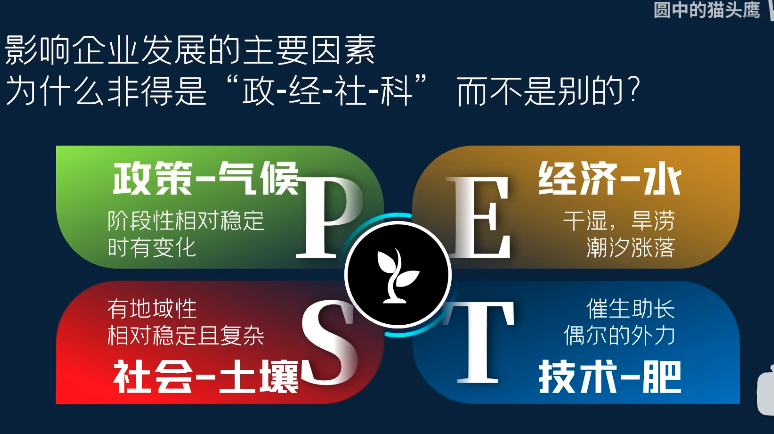 圆中的猫头鹰
影响企业发展的主要因素
为什么非得是“政-经-社-科” 而不是别的?
政策-气候
阶段性相对稳定
时有变化
P
E
经济-水
干湿，旱涝
潮汐涨落
有地域性
相对稳定且复杂
社会-土壤
S
T
催生助长
偶尔的外力
技术-肥